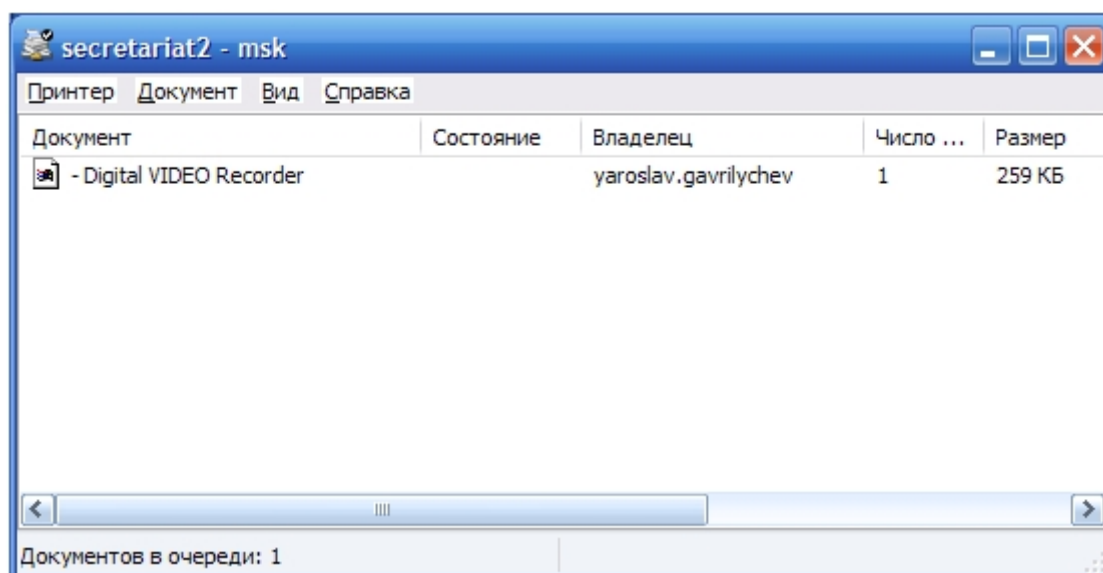 secretariat2 - msk
Принтер Документ Вид Справка
Документ Состояние Владелец Число ... Размер
- Digital VIDEO Recorder yaroslav.gavrilychev 1 259 КБ
Документов в очереди: 1